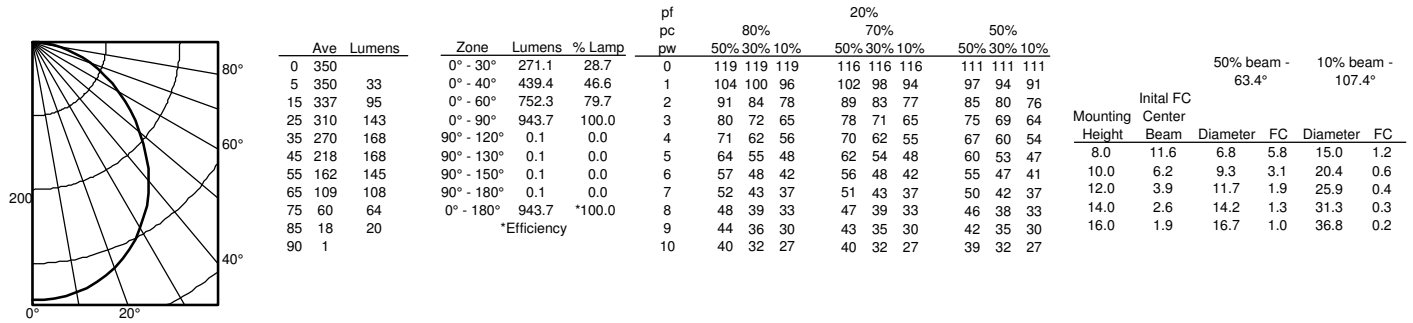 80°
60°
200
40°
0° 20°
Ave Lumens
0 350
5 350 33
15 337 95
25 310 143
35 270 168
45 218 168
55 162 145
65 109 108
75 60 64
85 18 20
90 1
Zone Lumens % Lamp
0° - 30° 271.1 28.7
0° - 40° 439.4 46.6
0° - 60° 752.3 79.7
0° - 90° 943.7 100.0
90° - 120° 0.1 0.0
90° - 130° 0.1 0.0
90° - 150° 0.1 0.0
90° - 180° 0.1 0.0
0° - 180° 943.7 *100.0
*Efficiency
pf 20%
pc 80% 70% 50%
pw 50% 30% 10% 50% 30% 10% 50% 30% 10%
0 119 119 119 116 116 116 111 111 111
1 104 100 96 102 98 94 97 94 91
2 91 84 78 89 83 77 85 80 76
3 80 72 65 78 71 65 75 69 64
4 71 62 56 70 62 55 67 60 54
5 64 55 48 62 54 48 60 53 47
6 57 48 42 56 48 42 55 47 41
7 52 43 37 51 43 37 50 42 37
8 48 39 33 47 39 33 46 38 33
9 44 36 30 43 35 30 42 35 30
10 40 32 27 40 32 27 39 32 27
50% beam - 10% beam -
63.4° 107.4°
Inital FC
Mounting Center
Height Beam Diameter FC Diameter FC
8.0 11.6 6.8 5.8 15.0 1.2
10.0 6.2 9.3 3.1 20.4 0.6
12.0 3.9 11.7 1.9 25.9 0.4
14.0 2.6 14.2 1.3 31.3 0.3
16.0 1.9 16.7 1.0 36.8 0.2